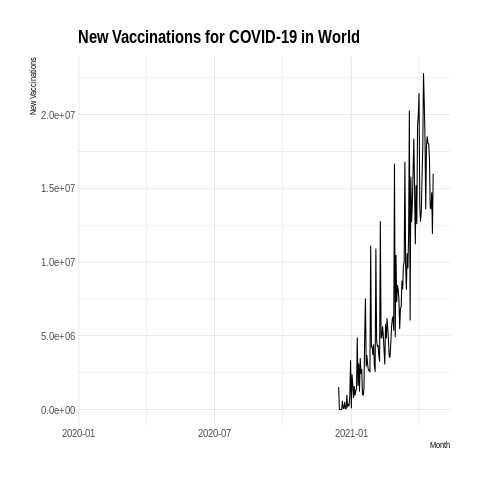 New Vaccinations for COVID-19 in World
New Vaccinations
2.0e+07
1.5e+07
1.0e+07
5.0e+06
0.0e+00
2020-01
2020-07
2021-01
Month